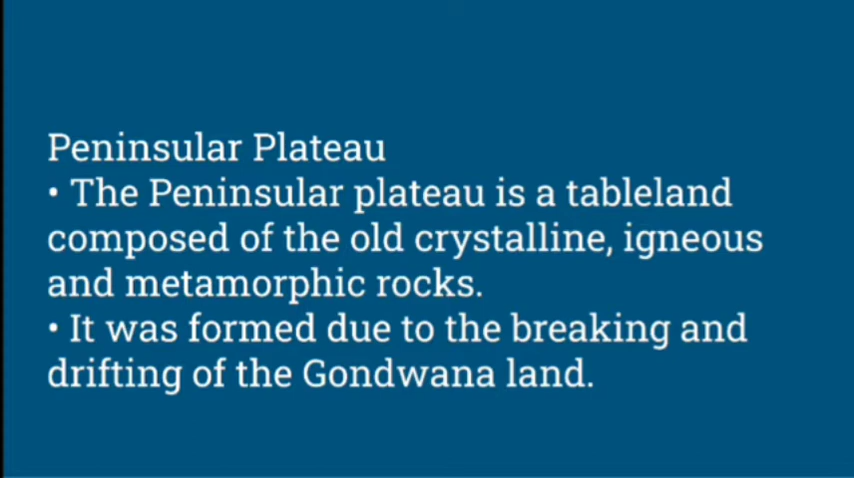 Peninsular Plateau
• The Peninsular plateau is a tableland
composed of the old crystalline, igneous
and metamorphic rocks.
• It was formed due to the breaking and
drifting of the Gondwana land.